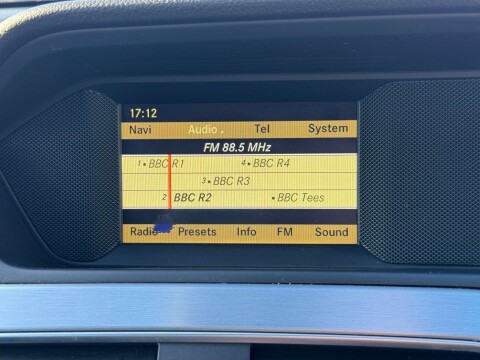 17:12
Navi Audio Tel System
FM 88.5 MHz
1 • BBC R1 4 • BBC R4
3 • BBC R3
2 BBC R2 • BBC Tees
Radio Presets Info FM Sound